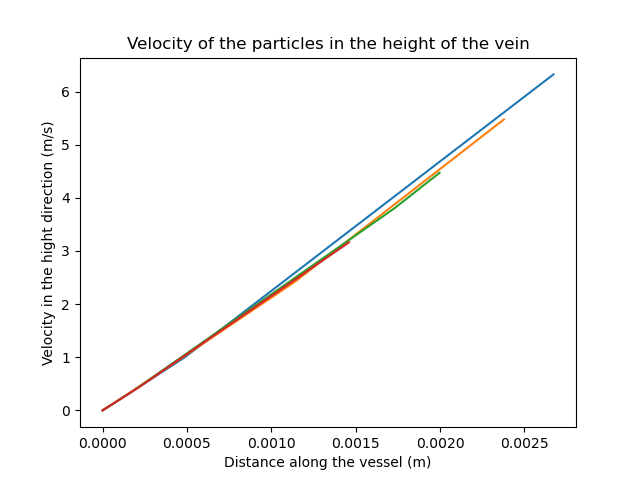 Velocity of the particles in the height of the vein
Velocity in the hight direction (m/s)
6
5
4
3
2
1
0
0.0000 0.0005 0.0010 0.0015 0.0020 0.0025
Distance along the vessel (m)